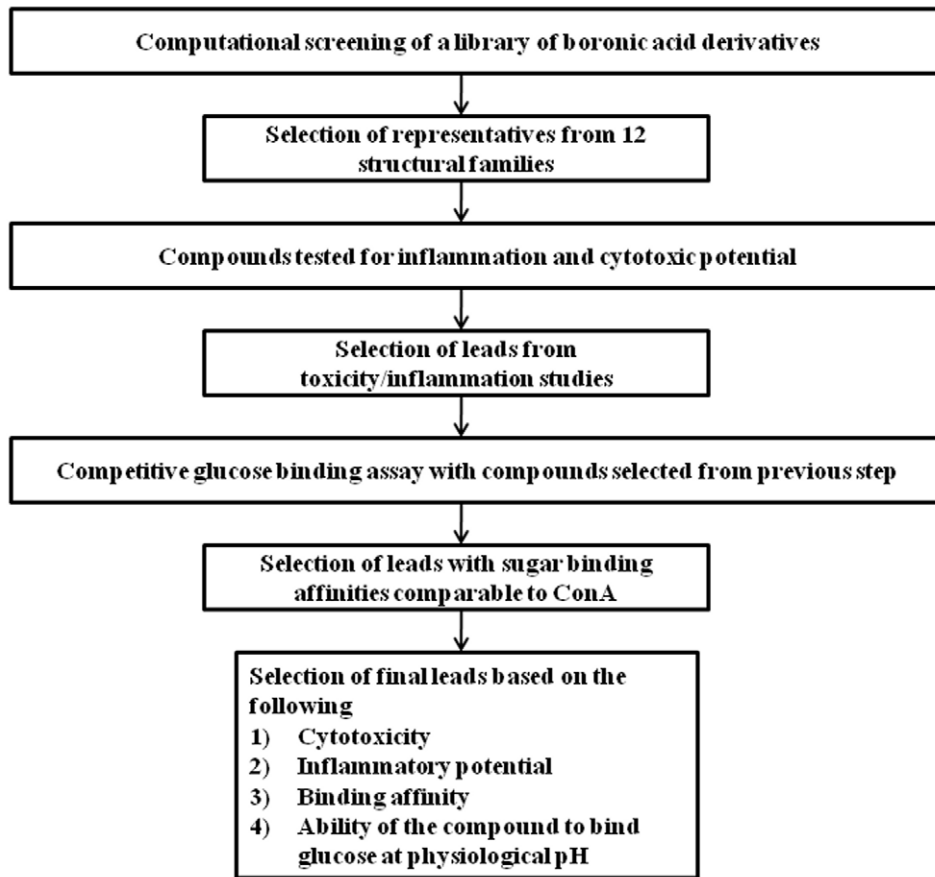 Computational screening of a library of boronic acid derivatives
Selection of representatives from 12
structural families
Compounds tested for inflammation and cytotoxic potential
Selection of leads from
toxicity/inflammation studies
Competitive glucose binding assay with compounds selected from previous step
Selection of leads with sugar binding
affinities comparable to ConA
Selection of final leads based on the
following
1) Cytotoxicity
2) Inflammatory potential
3) Binding affinity
4) Ability of the compound to bind
glucose at physiological pH